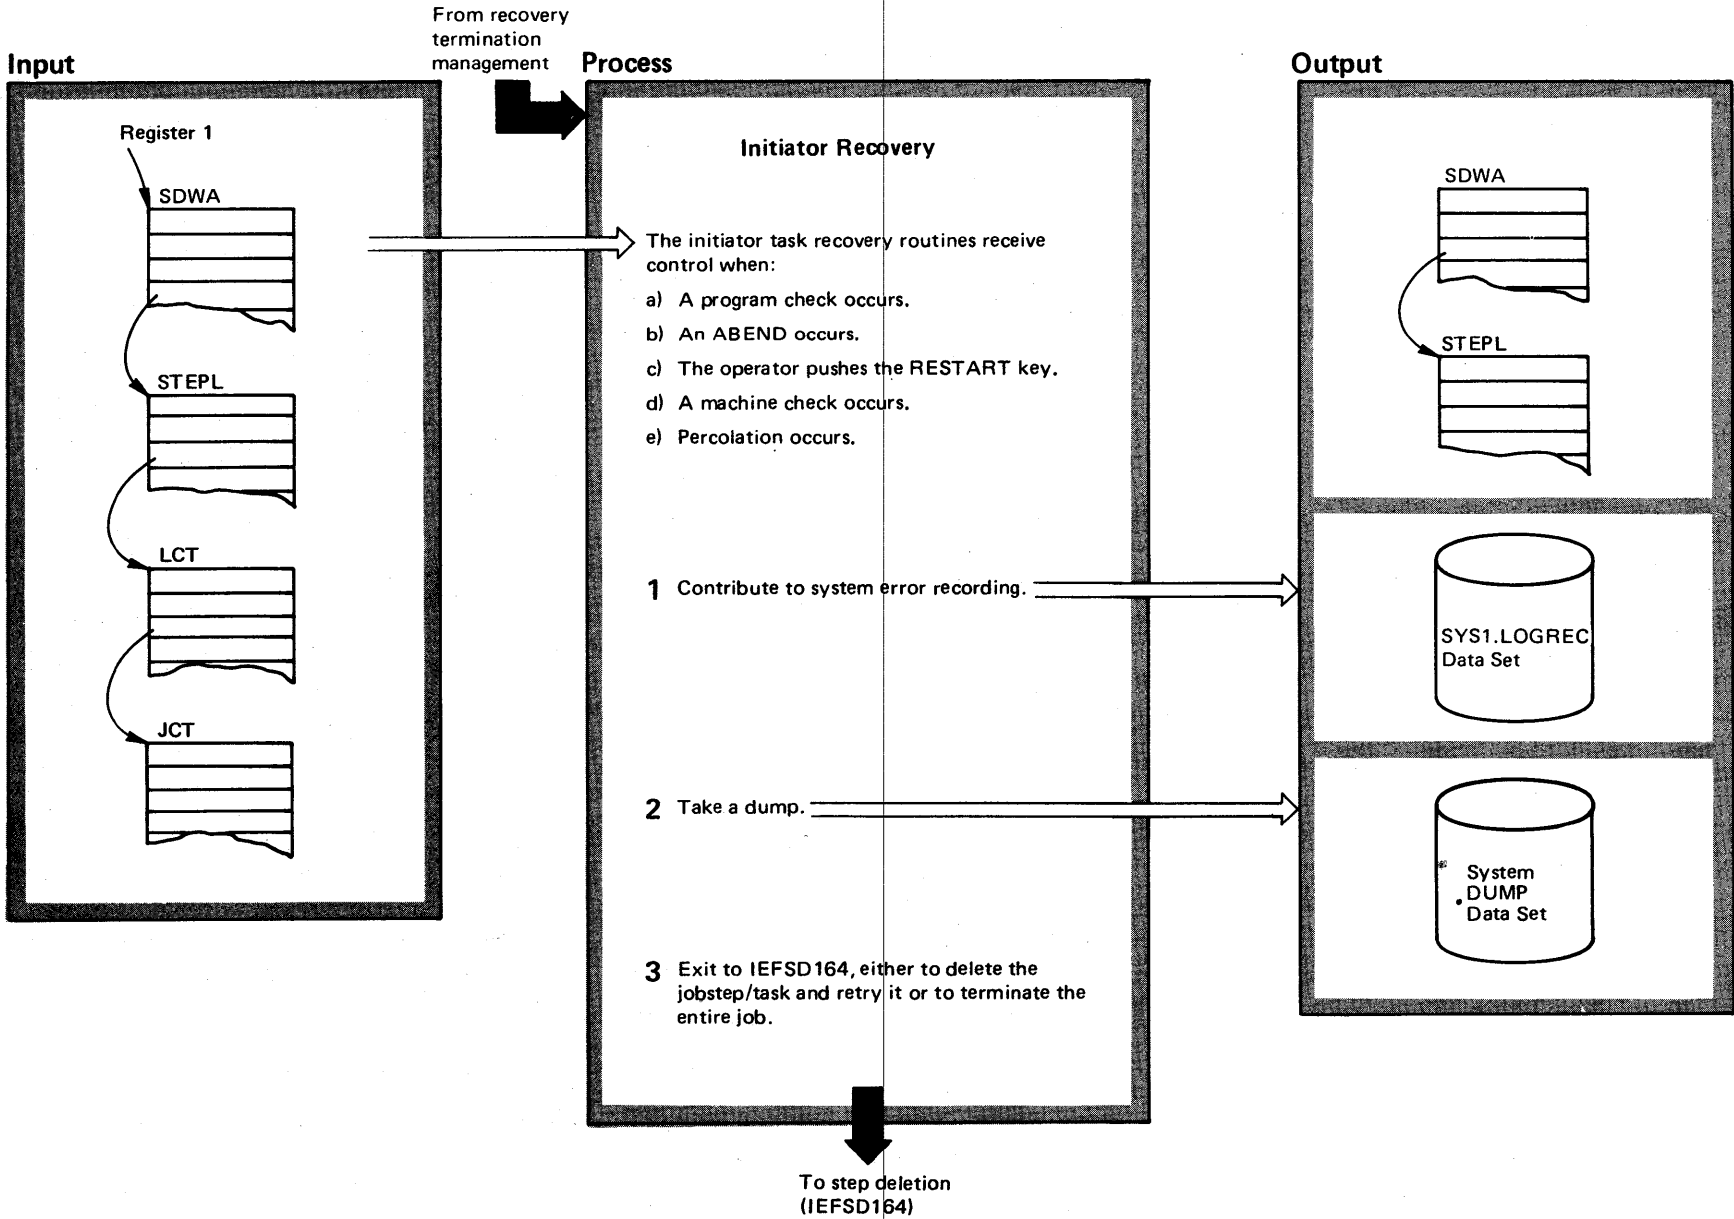 From recovery
termination
management
Input
Register 1
SDWA
STEPL
LCT
JCT
Process
Initiator Recovery
The initiator task recovery routines receive
control when:
a) A program check occurs.
b) An ABEND occurs.
c) The operator pushes the RESTART key.
d) A machine check occurs.
e) Percolation occurs.
1 Contribute to system error recording.
2 Take a dump.
3 Exit to IEFSD164, either to delete the
jobstep/task and retry it or to terminate the
entire job.
To step deletion
(IEFSD164)
Output
SDWA
STEPL
SYS1.LOGREC
Data Set
System
DUMP
Data Set